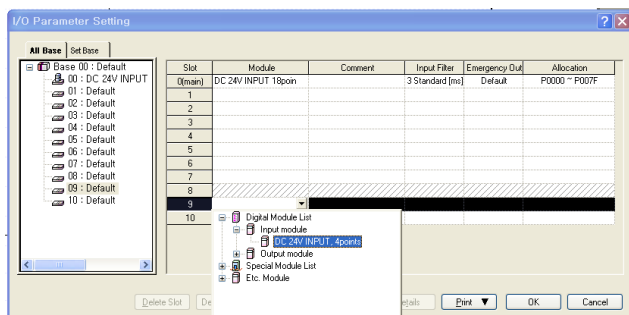 I/O Parameter Setting
All Base Set Base
Base 00 : Default
00 : DC 24V INPUT
01 : Default
02 : Default
03 : Default
04 : Default
05 : Default
06 : Default
07 : Default
08 : Default
09 : Default
10 : Default
Slot Module Comment Input Filter Emergency Out Allocation
0(main) DC 24V INPUT 18poin 3 Standard [ms] Default P0000 ~ P007F
1
2
3
4
5
6
7
8
9
10
Digital Module List
Input module
DC 24V INPUT, 4points
Output module
Special Module List
Etc. Module
Delete Slot De etails Print ▼ OK Cancel